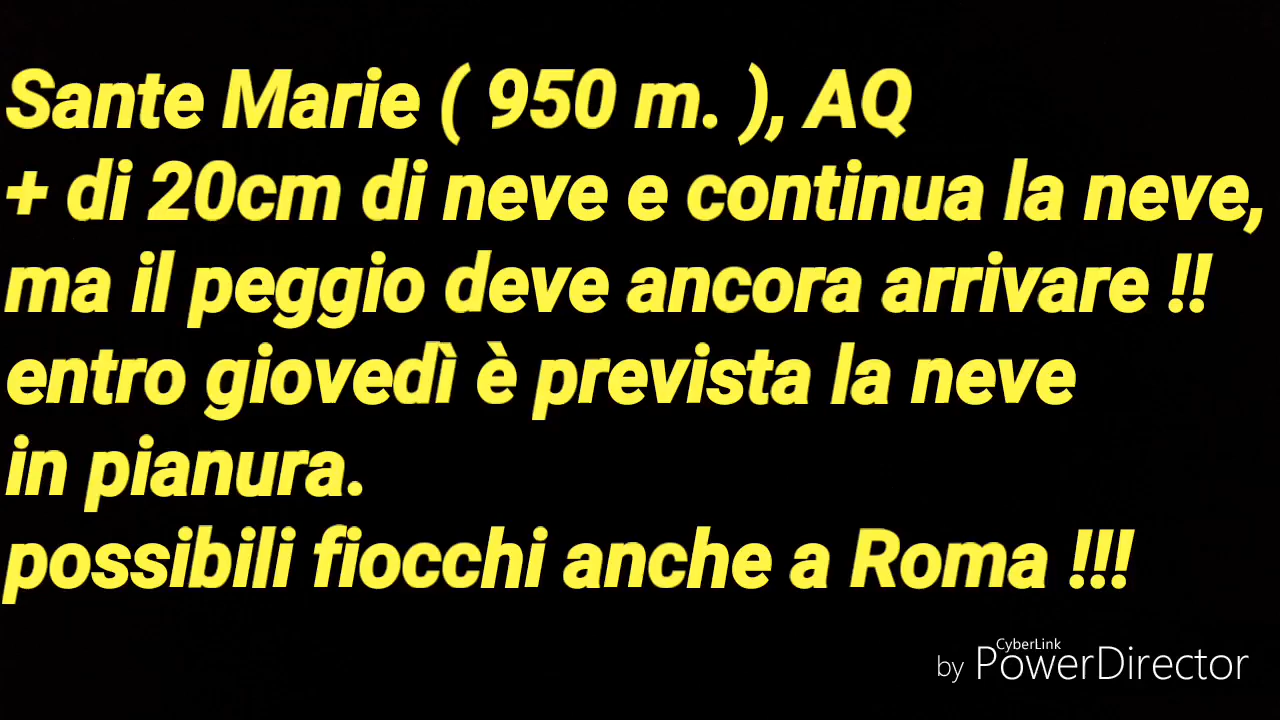 Sante Marie ( 950 m. ), AQ
+ di 20cm di neve e continua la neve,
ma il peggio deve ancora arrivare !!
entro giovedì è prevista la neve
in pianura.
possibili fiocchi anche a Roma !!!
CyberLink
by PowerDirector